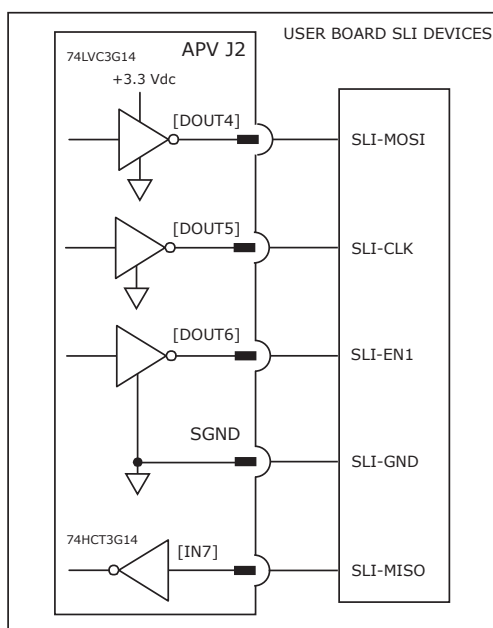 USER BOARD SLI DEVICES
APV J2
74LVC3G14
+3.3 Vdc
[DOUT4]
SLI-MOSI
[DOUT5]
SLI-CLK
[DOUT6]
SLI-EN1
SGND
SLI-GND
74HCT3G14
[IN7]
SLI-MISO